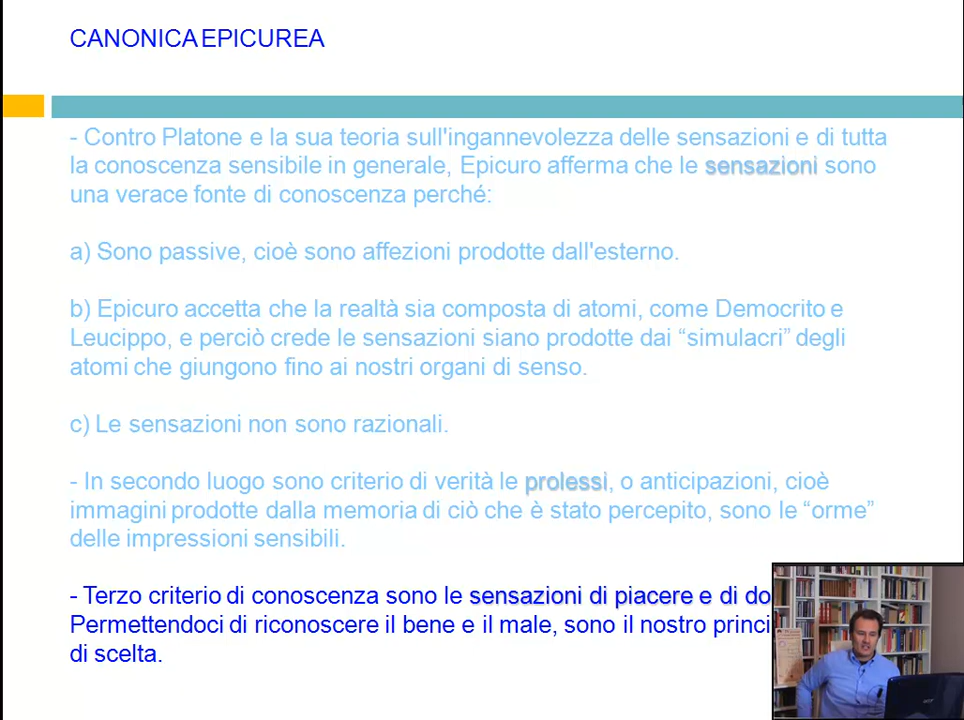 CANONICA EPICUREA
- Contro Platone e la sua teoria sull'ingannevolezza delle sensazioni e di tutta
la conoscenza sensibile in generale, Epicuro afferma che le sensazioni sono
una verace fonte di conoscenza perché:
a) Sono passive, cioè sono affezioni prodotte dall'esterno.
b) Epicuro accetta che la realtà sia composta di atomi, come Democrito e
Leucippo, e perciò crede le sensazioni siano prodotte dai “simulacri” degli
atomi che giungono fino ai nostri organi di senso.
c) Le sensazioni non sono razionali.
- In secondo luogo sono criterio di verità le prolessi, o anticipazioni, cioè
immagini prodotte dalla memoria di ciò che è stato percepito, sono le “orme”
delle impressioni sensibili.
- Terzo criterio di conoscenza sono le sensazioni di piacere e di do
Permettendoci di riconoscere il bene e il male, sono il nostro princi
di scelta.